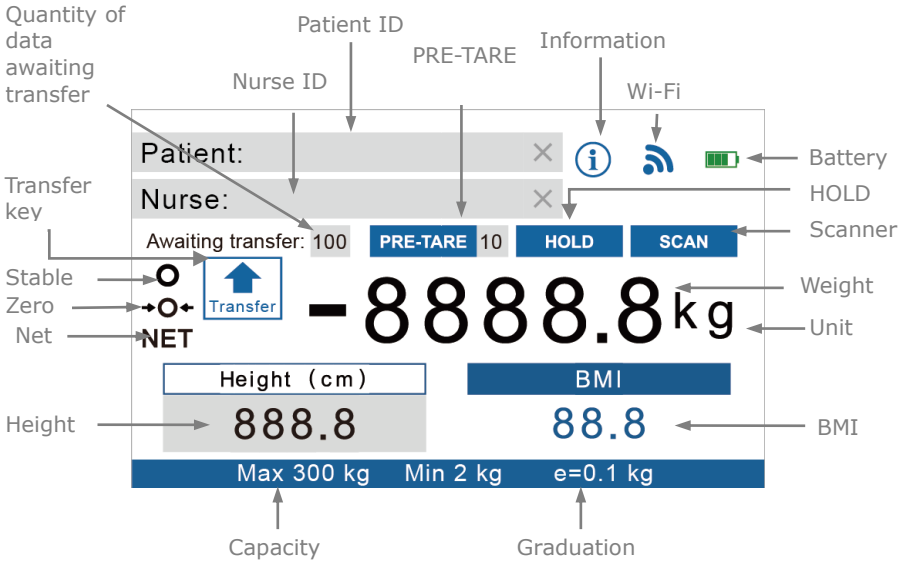 Quantity of
data
awaiting
transfer
Patient ID
Nurse ID
PRE-TARE
Information
Wi-Fi
Patient:
Battery
Transfer
key
Nurse:
HOLD
Awaiting transfer: 100
PRE-TARE 10
HOLD
SCAN
Scanner
Stable
Zero
Net
Transfer
NET
-8888.8kg
Weight
Unit
Height (cm)
BMI
Height
888.8
88.8
BMI
Max 300 kg Min 2 kg e=0.1 kg
Capacity
Graduation